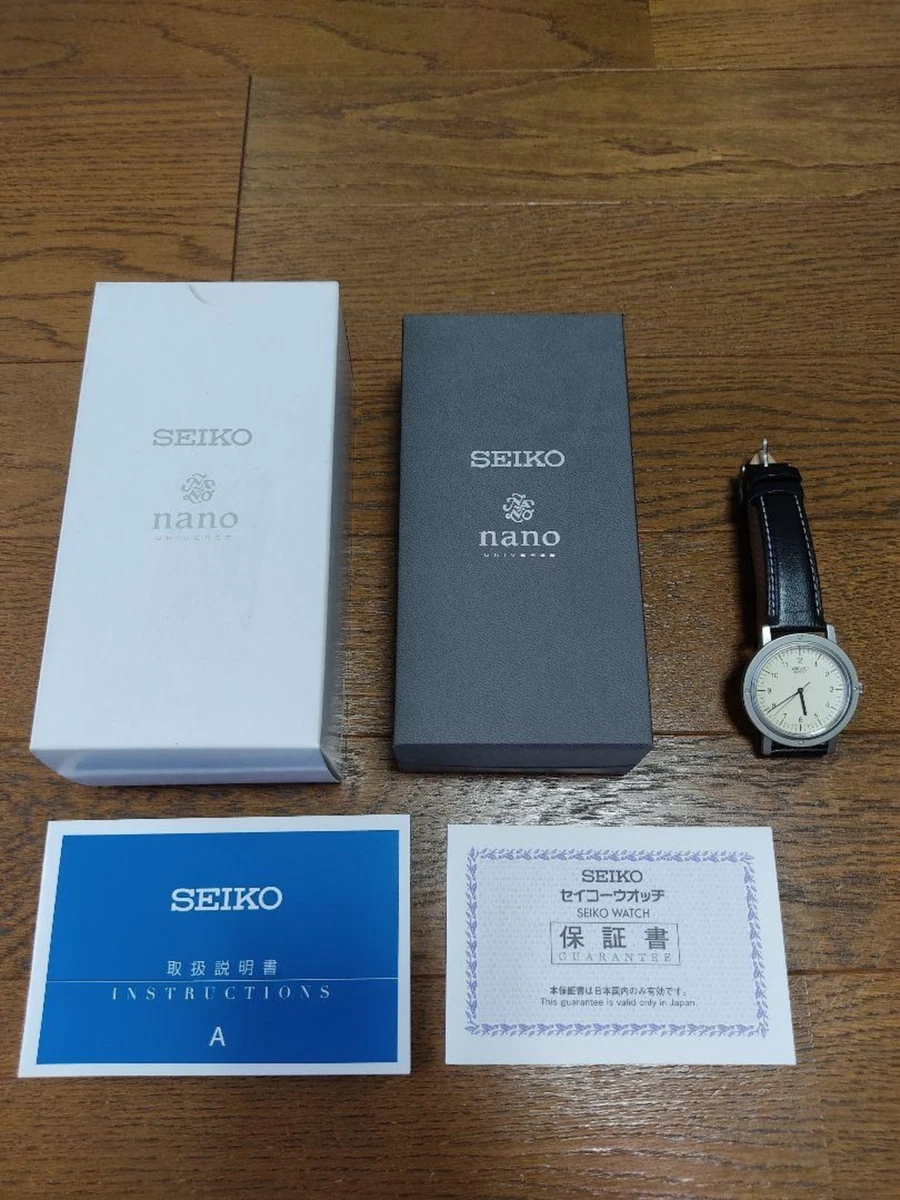 SEIKO
nano
UNIVERSE
SEIKO
nano
UNIVERSE
SEIKO
取扱説明書
INSTRUCTIONS
A
SEIKO
セイコーウオッチ
SEIKO WATCH
保証書
GUARANTEE
本保証書は日本国内のみ有効です。
This guarantee is valid only in Japan.